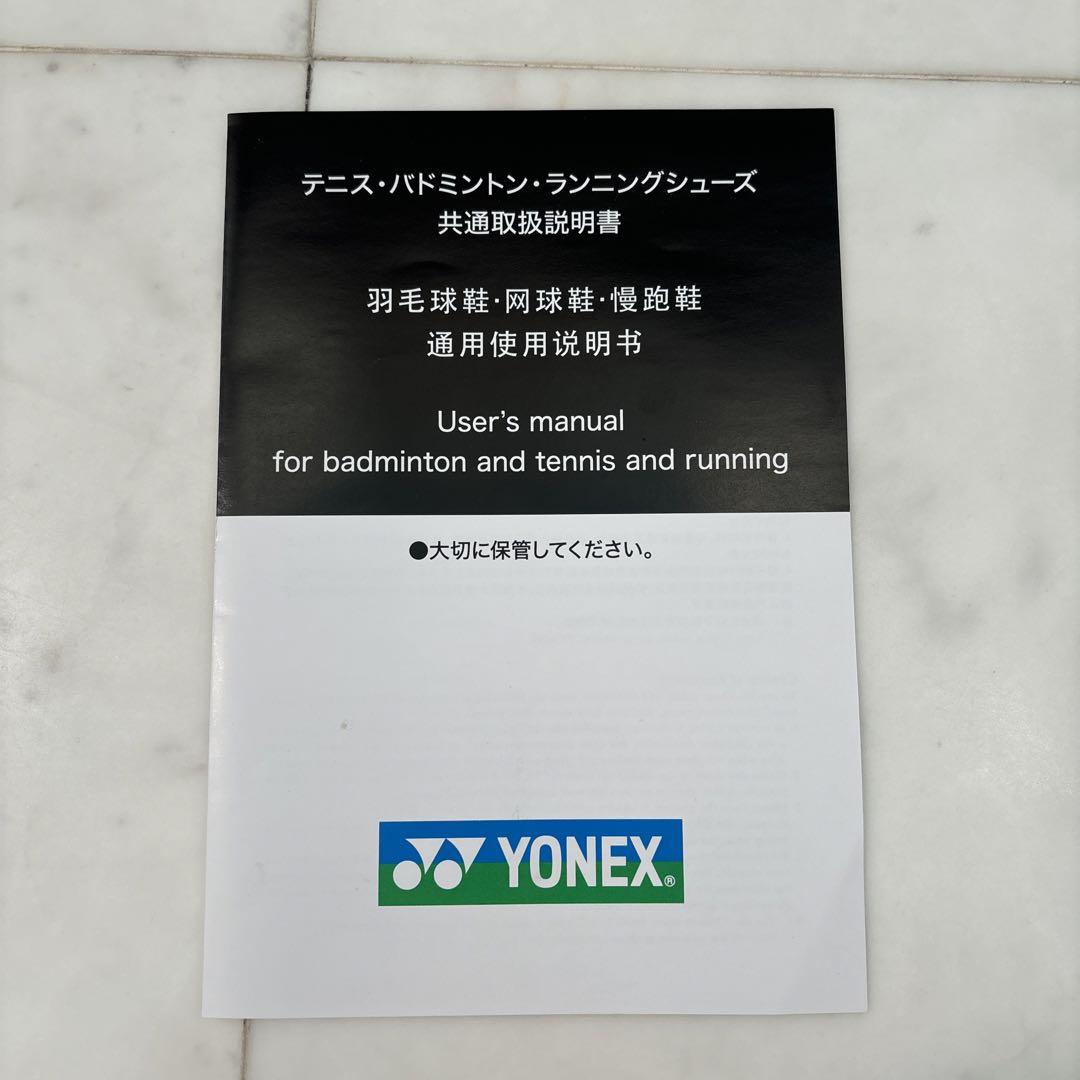 テニス・バドミントン・ランニングシューズ
共通取扱説明書
羽毛球鞋·网球鞋·慢跑鞋
通用使用说明书
User's manual
for badminton and tennis and running
●大切に保管してください。
YONEX®